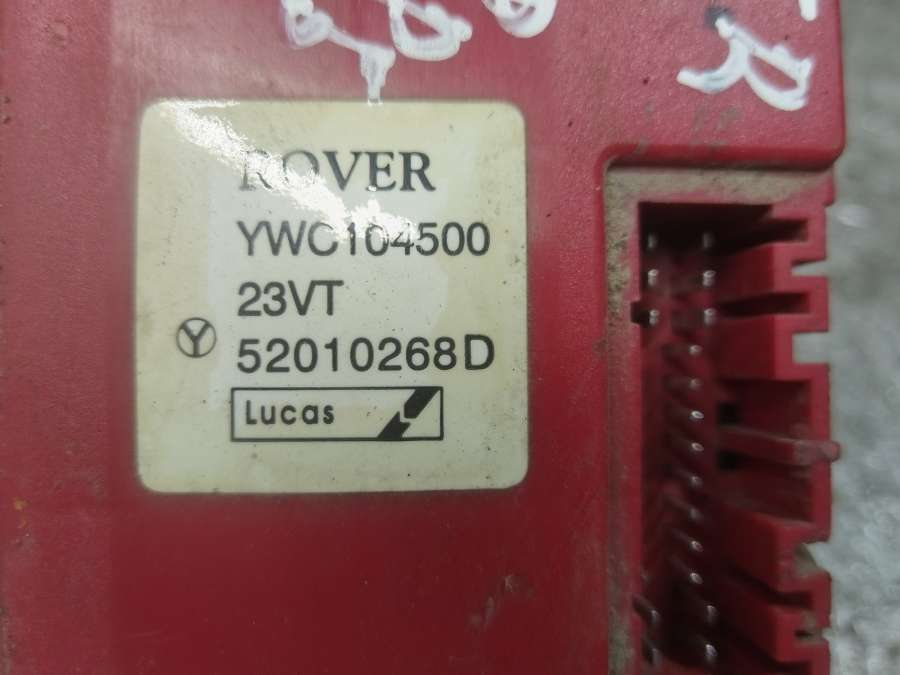 R
ROVER
YWC104500
23VT
Y
52010268D
Lucas